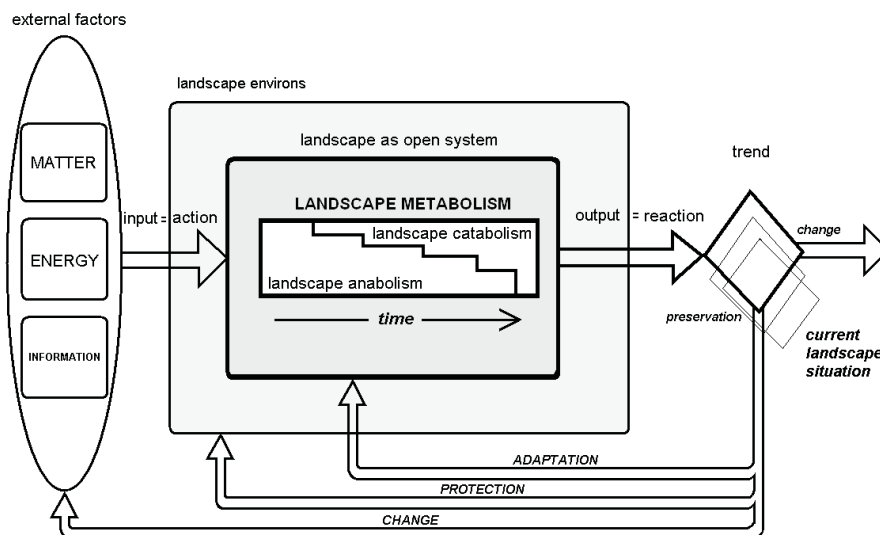 external factors
MATTER
ENERGY
INFORMATION
input = action
landscape environs
landscape as open system
LANDSCAPE METABOLISM
landscape catabolism
landscape anabolism
time
output = reaction
trend
change
preservation
current
landscape
situation
ADAPTATION
PROTECTION
CHANGE